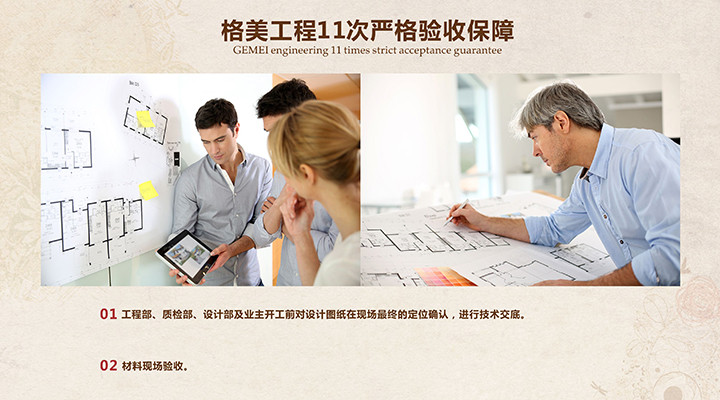 格美工程11次严格验收保障
GEMEI engineering 11 times strict acceptance guarantee
01 工程部、质检部、设计部及业主开工前对设计图纸在现场最终的定位确认，进行技术交底。
02 材料现场验收。